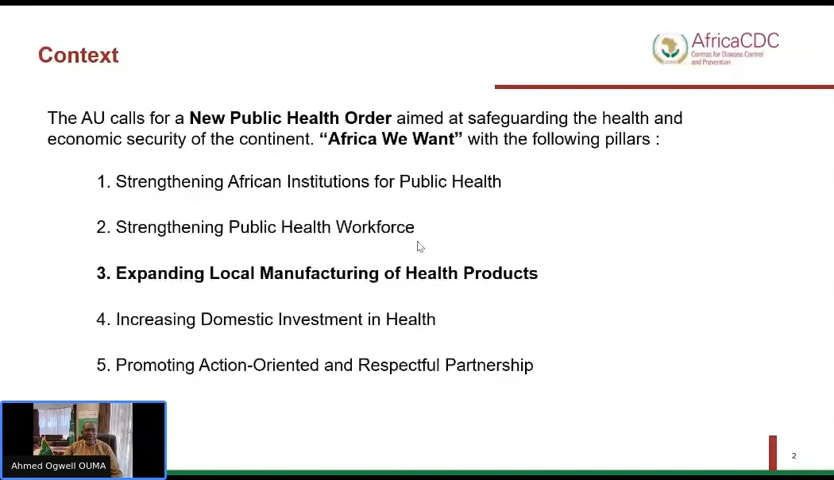 Context
AfricaCDC
Centres for Disease Control
and Prevention
The AU calls for a New Public Health Order aimed at safeguarding the health and
economic security of the continent. “Africa We Want” with the following pillars :
1. Strengthening African Institutions for Public Health
2. Strengthening Public Health Workforce
3. Expanding Local Manufacturing of Health Products
4. Increasing Domestic Investment in Health
5. Promoting Action-Oriented and Respectful Partnership
Ahmed Ogwell OUMA
2